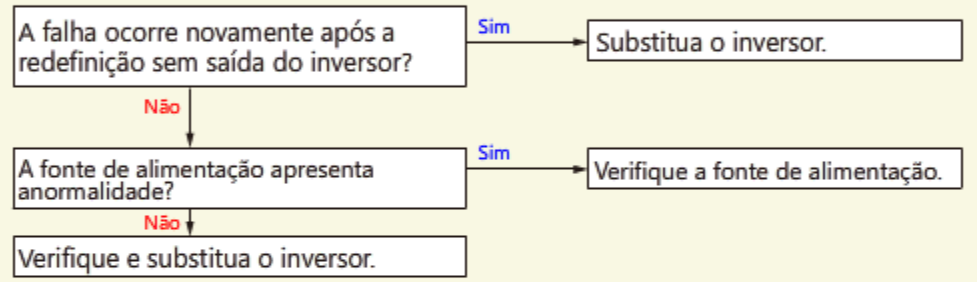 A falha ocorre novamente após a
redefinição sem saída do inversor?
Sim
Substitua o inversor.
Não
A fonte de alimentação apresenta
anormalidade?
Sim
Verifique a fonte de alimentação.
Não
Verifique e substitua o inversor.